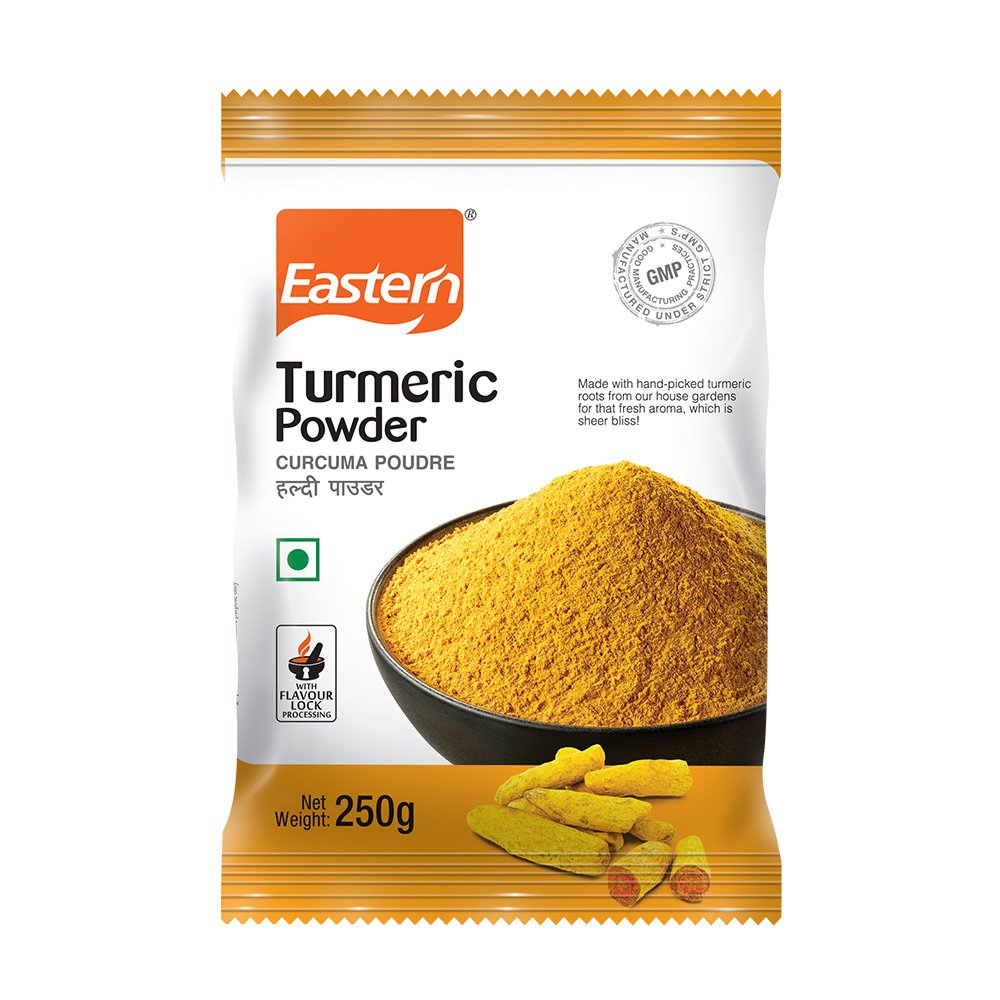 Eastern®
Turmeric
Powder
CURCUMA POUDRE
हल्दी पाउडर
MANUFACTURED UNDER STRICT GMP'S
GOOD MANUFACTURING PRACTICES
GMP
Made with hand-picked turmeric
roots from our house gardens
for that fresh aroma, which is
sheer bliss!
WITH
FLAVOUR
LOCK
PROCESSING
Net
Weight: 250g